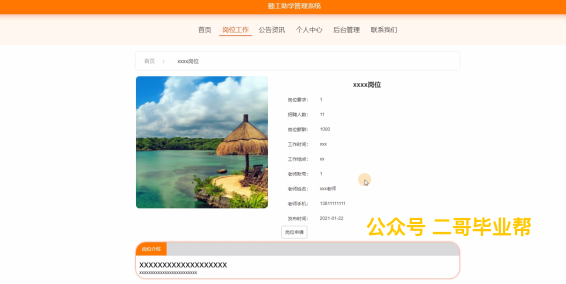 勤工助学管理系统
首页 岗位工作 公告资讯 个人中心 后台管理 联系我们
首页 xxxx岗位
xxxx岗位
岗位要求： 1
招聘人数： 11
岗位薪酬： 1000
工作时间： xxx
工作地点： xx
老师账号： 1
老师姓名： xxx老师
老师手机： 13811111111
发布时间： 2021-01-22
岗位申请
公众号 二哥毕业帮
岗位介绍
XXXXXXXXXXXXXXXXXXX